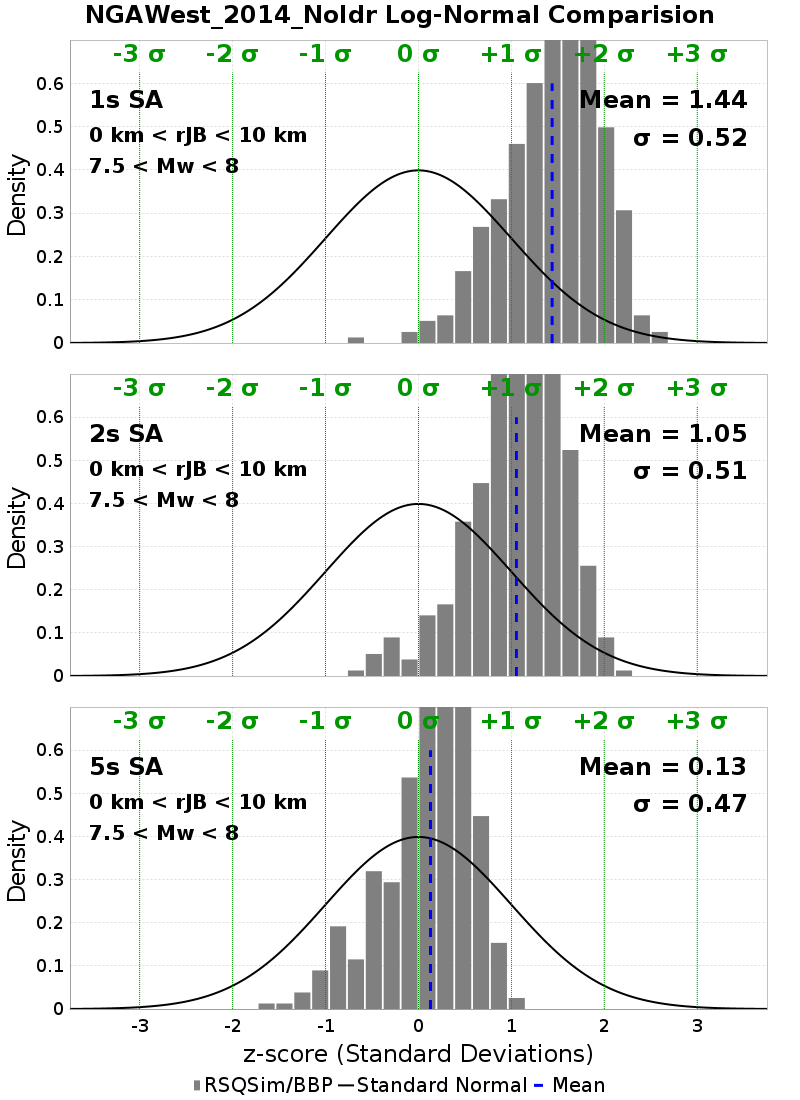 NGAWest_2014_NoIdr Log-Normal Comparision
-3 σ -2 σ -1 σ 0 σ +1 σ +2 σ +3 σ
1s SA
0 km < rJB < 10 km
7.5 < Mw < 8
Mean = 1.44
σ = 0.52
Density
0.6
0.5
0.4
0.3
0.2
0.1
0
-3 σ -2 σ -1 σ 0 σ +1 σ +2 σ +3 σ
2s SA
0 km < rJB < 10 km
7.5 < Mw < 8
Mean = 1.05
σ = 0.51
Density
0.6
0.5
0.4
0.3
0.2
0.1
0
-3 σ -2 σ -1 σ 0 σ +1 σ +2 σ +3 σ
5s SA
0 km < rJB < 10 km
7.5 < Mw < 8
Mean = 0.13
σ = 0.47
Density
0.6
0.5
0.4
0.3
0.2
0.1
0
-3 -2 -1 0 1 2 3
z-score (Standard Deviations)
RSQSim/BBP Standard Normal Mean